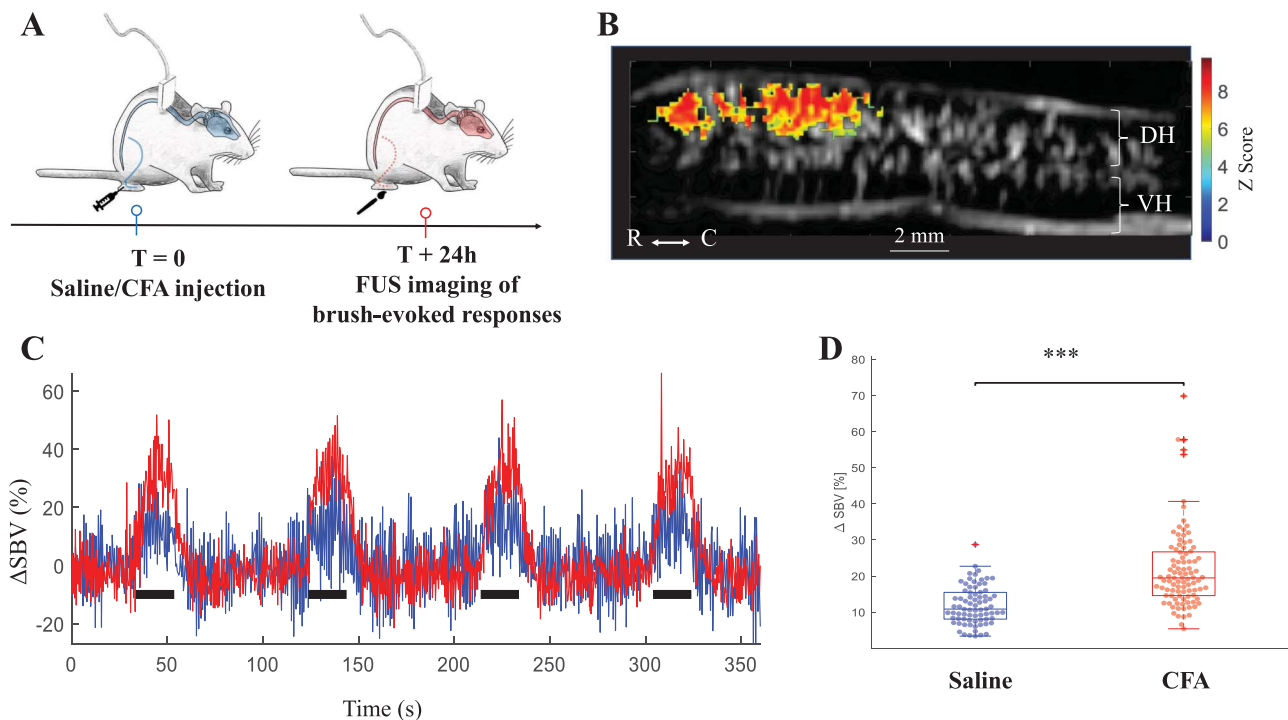 A
T = 0
Saline/CFA injection
T + 24h
FUS imaging of
brush-evoked responses
B
DH
VH
R
C
2 mm
8
6
4
2
0
Z Score
C
60
40
20
0
-20
0
50
100
150
200
250
300
350
ΔSBV (%)
Time (s)
D
***
80
70
60
50
40
30
20
10
Δ SBV [%]
Saline
CFA